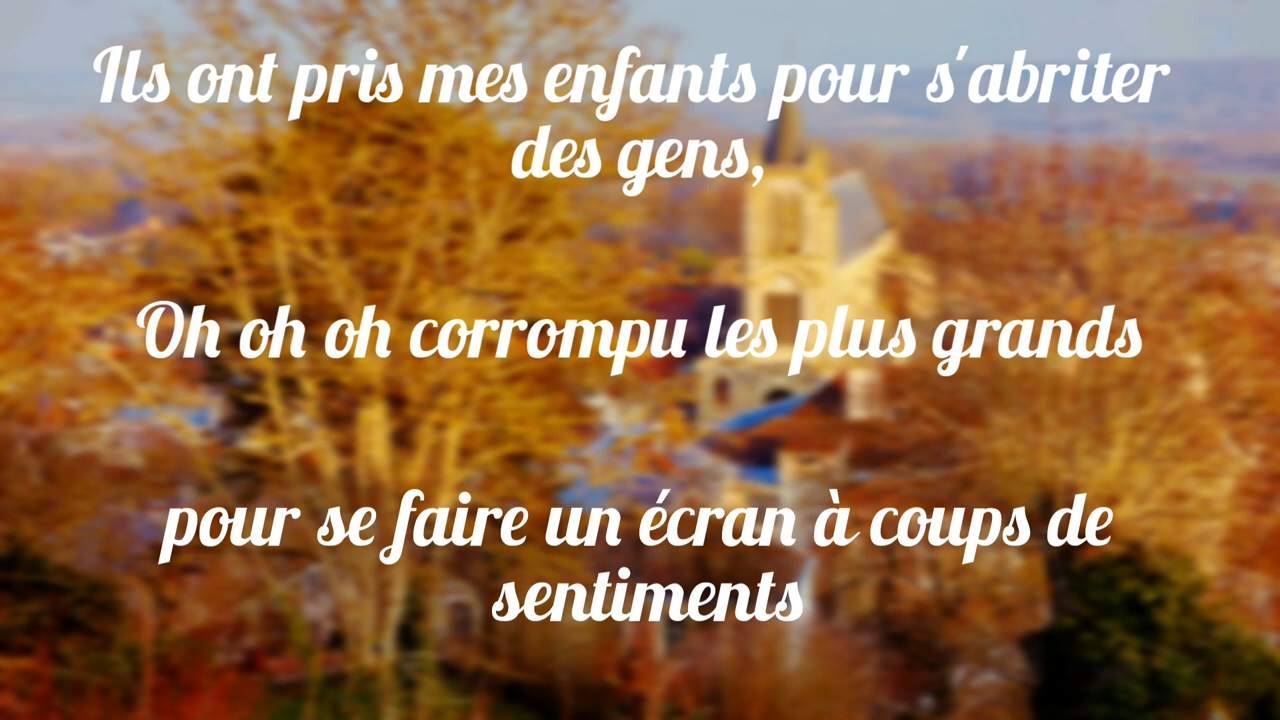 Ils ont pris mes enfants pour s'abriter
des gens,
Oh oh oh corrompu les plus grands
pour se faire un écran à coups de
sentiments